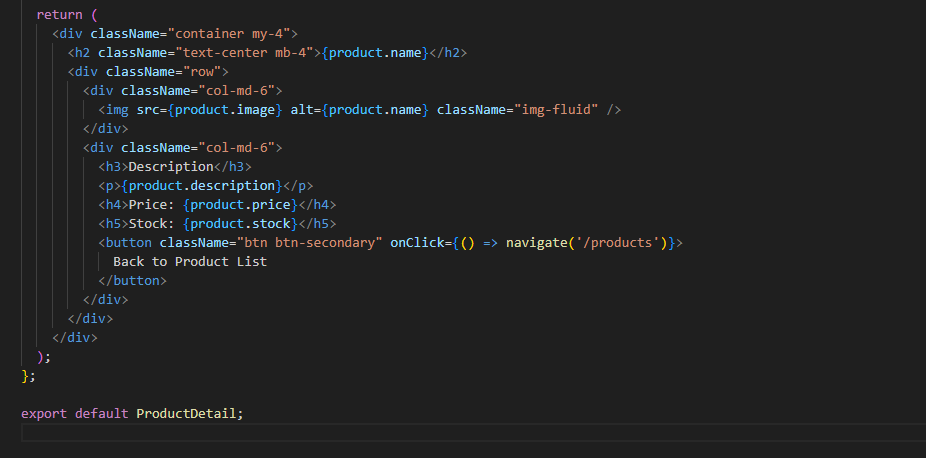 return (
<div className="container my-4">
<h2 className="text-center mb-4">{product.name}</h2>
<div className="row">
<div className="col-md-6">
<img src={product.image} alt={product.name} className="img-fluid" />
</div>
<div className="col-md-6">
<h3>Description</h3>
<p>{product.description}</p>
<h4>Price: {product.price}</h4>
<h5>Stock: {product.stock}</h5>
<button className="btn btn-secondary" onClick={() => navigate('/products')}>
Back to Product List
</button>
</div>
</div>
</div>
);
};
export default ProductDetail;